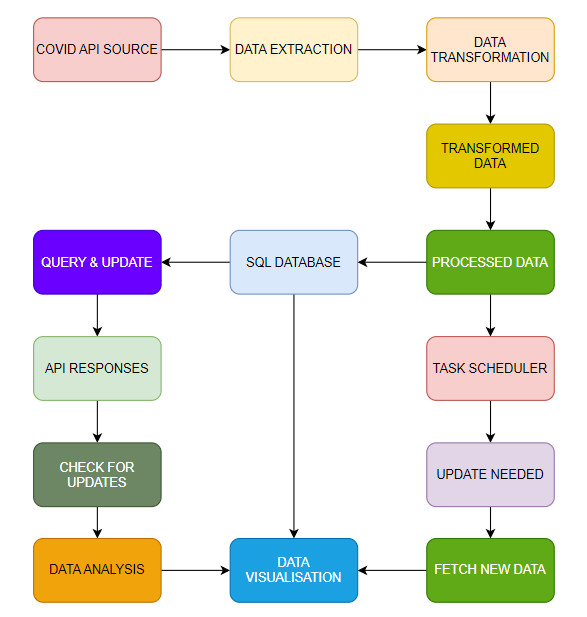 COVID API SOURCE
DATA EXTRACTION
DATA
TRANSFORMATION
TRANSFORMED
DATA
QUERY & UPDATE
SQL DATABASE
PROCESSED DATA
API RESPONSES
TASK SCHEDULER
CHECK FOR
UPDATES
UPDATE NEEDED
DATA ANALYSIS
DATA
VISUALISATION
FETCH NEW DATA